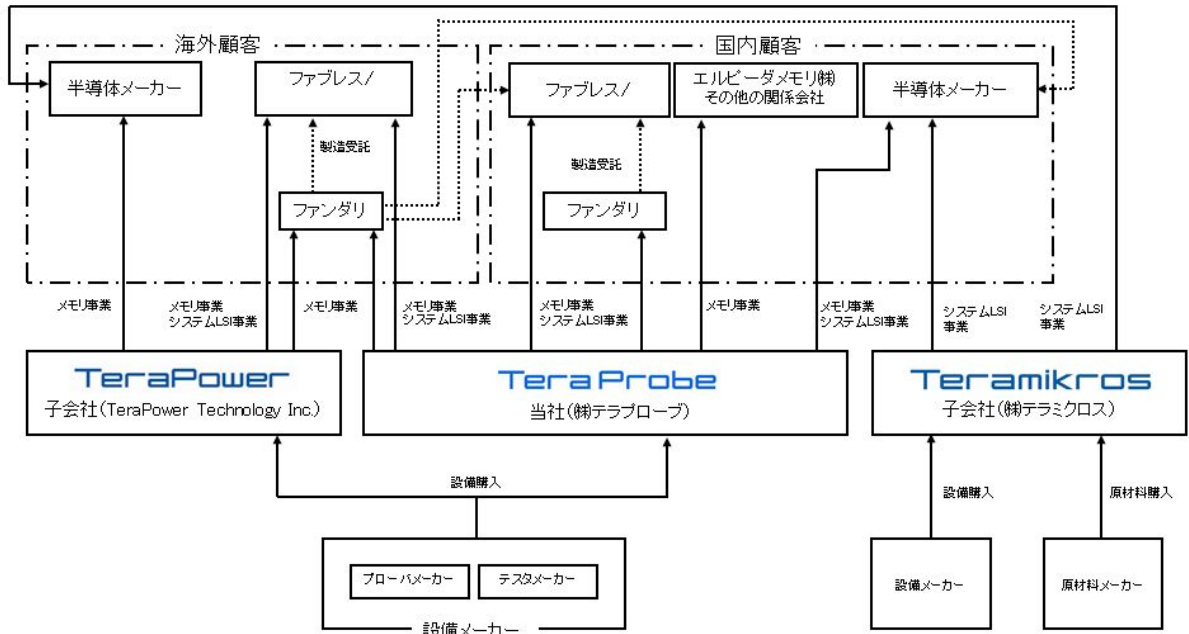 海外顧客
国内顧客
半導体メーカー
ファブレス/
ファブレス/
エルピーダメモリ㈱
その他の関係会社
半導体メーカー
製造受託
製造受託
ファンダリ
ファンダリ
メモリ事業
メモリ事業
システムLSI事業
メモリ事業
メモリ事業
システムLSI事業
メモリ事業
システムLSI事業
メモリ事業
メモリ事業
システムLSI事業
システムLSI
事業
システムLSI
事業
TeraPower
子会社(TeraPower Technology Inc.)
Tera Probe
当社(㈱テラプローブ)
Teramikros
子会社(㈱テラミクロス)
設備購入
設備購入
原材料購入
プローバメーカー
テスタメーカー
設備メーカー
設備メーカー
原材料メーカー